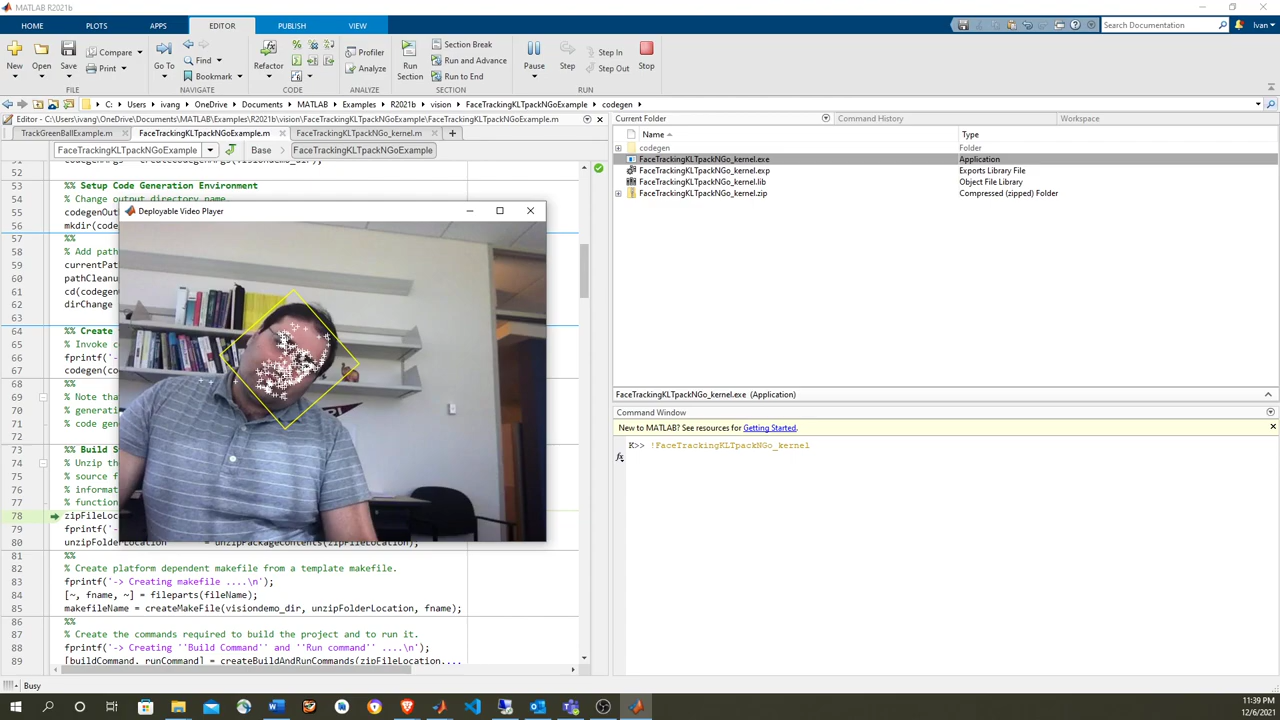 MATLAB R2021b
HOME PLOTS APPS EDITOR PUBLISH VIEW
Search Documentation Ivan
New Open Save Compare Print Go To Find Bookmark Refactor Profiler Analyze Run Section Section Break Run and Advance Run to End Pause Step Step In Step Out Stop
FILE NAVIGATE CODE ANALYZE SECTION RUN
C: Users ivang OneDrive Documents MATLAB Examples R2021b vision FaceTrackingKLTpackNGoExample codegen
Editor - C:\Users\ivang\OneDrive\Documents\MATLAB\Examples\R2021b\vision\FaceTrackingKLTpackNGoExample\FaceTrackingKLTpackNGoExample.m
TrackGreenBallExample.m FaceTrackingKLTpackNGoExample.m FaceTrackingKLTpackNGo_kernel.m
FaceTrackingKLTpackNGoExample Base FaceTrackingKLTpackNGoExample
52
53 %% Setup Code Generation Environment
54 % Change output directory name.
55 codegenOut
56 mkdir(code
57 %%
58 % Add path
59 currentPat
60 pathCleanu
61 cd(codegen
62 dirChange
63
64 %% Create
65 % Invoke c
66 fprintf('-
67 codegen(co
68 %%
69 % Note tha
70 % generati
71 % code gen
72
73 %% Build S
74 % Unzip th
75 % source f
76 % informat
77 % function
78 zipFileLoc
79 fprintf('-
80 unzipFolderLocation = unzipPackageContents(zipFileLocation);
81 %%
82 % Create platform dependent makefile from a template makefile.
83 fprintf('-> Creating makefile ....\n');
84 [~, fname, ~] = fileparts(fileName);
85 makefileName = createMakeFile(visiondemo_dir, unzipFolderLocation, fname);
86 %%
87 % Create the commands required to build the project and to run it.
88 fprintf('-> Creating ''Build Command'' and ''Run command'' ....\n');
89 [buildCommand, runCommand] = createBuildAndRunCommands(zipFileLocation,...
Deployable Video Player
Current Folder Command History Workspace
Name Type
codegen Folder
FaceTrackingKLTpackNGo_kernel.exe Application
FaceTrackingKLTpackNGo_kernel.exp Exports Library File
FaceTrackingKLTpackNGo_kernel.lib Object File Library
FaceTrackingKLTpackNGo_kernel.zip Compressed (zipped) Folder
FaceTrackingKLTpackNGo_kernel.exe (Application)
Command Window
New to MATLAB? See resources for Getting Started.
K>> !FaceTrackingKLTpackNGo_kernel
fx
Busy
11:39 PM
12/6/2021